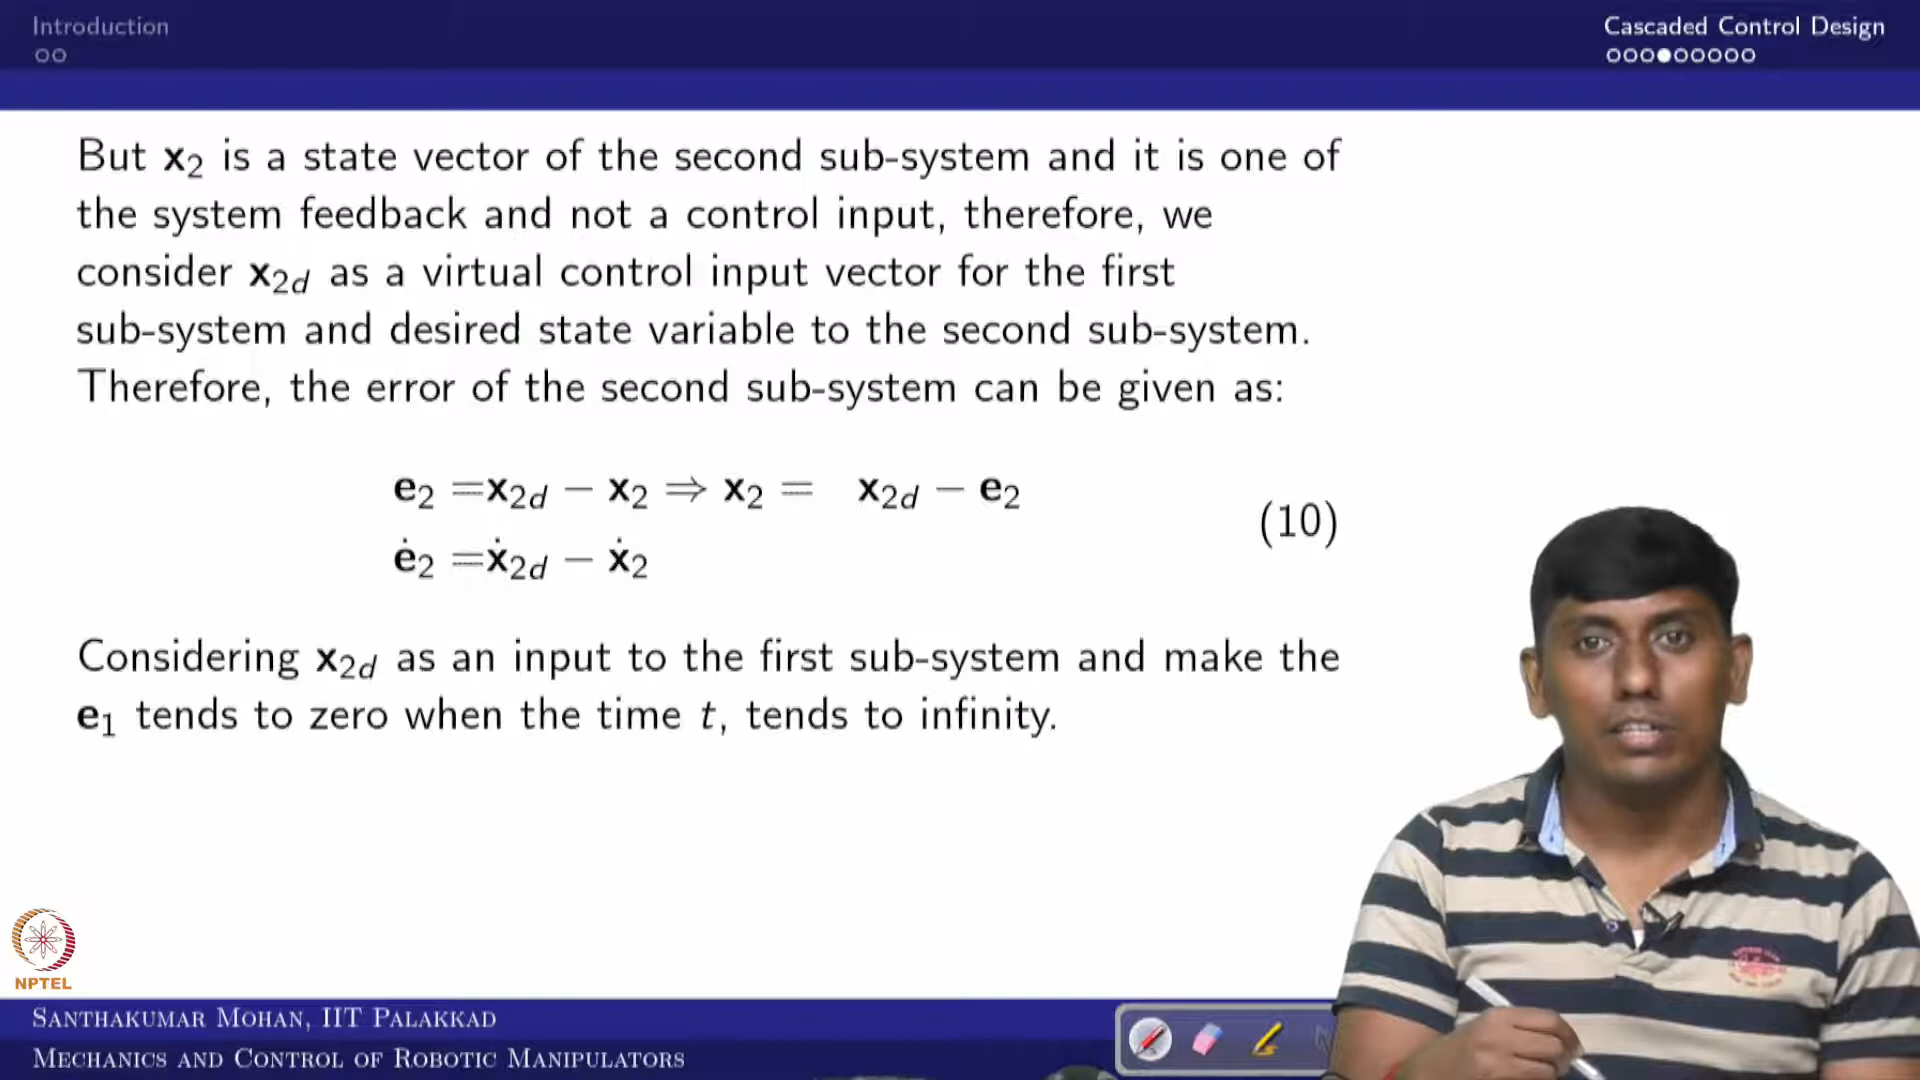 Introduction
Cascaded Control Design
But x₂ is a state vector of the second sub-system and it is one of
the system feedback and not a control input, therefore, we
consider x₂d as a virtual control input vector for the first
sub-system and desired state variable to the second sub-system.
Therefore, the error of the second sub-system can be given as:
e₂ =x₂d − x₂ ⇒ x₂ = x₂d − e₂
(10)
ė₂ =ẋ₂d − ẋ₂
Considering x₂d as an input to the first sub-system and make the
e₁ tends to zero when the time t, tends to infinity.
NPTEL
SANTHAKUMAR MOHAN, IIT PALAKKAD
MECHANICS AND CONTROL OF ROBOTIC MANIPULATORS